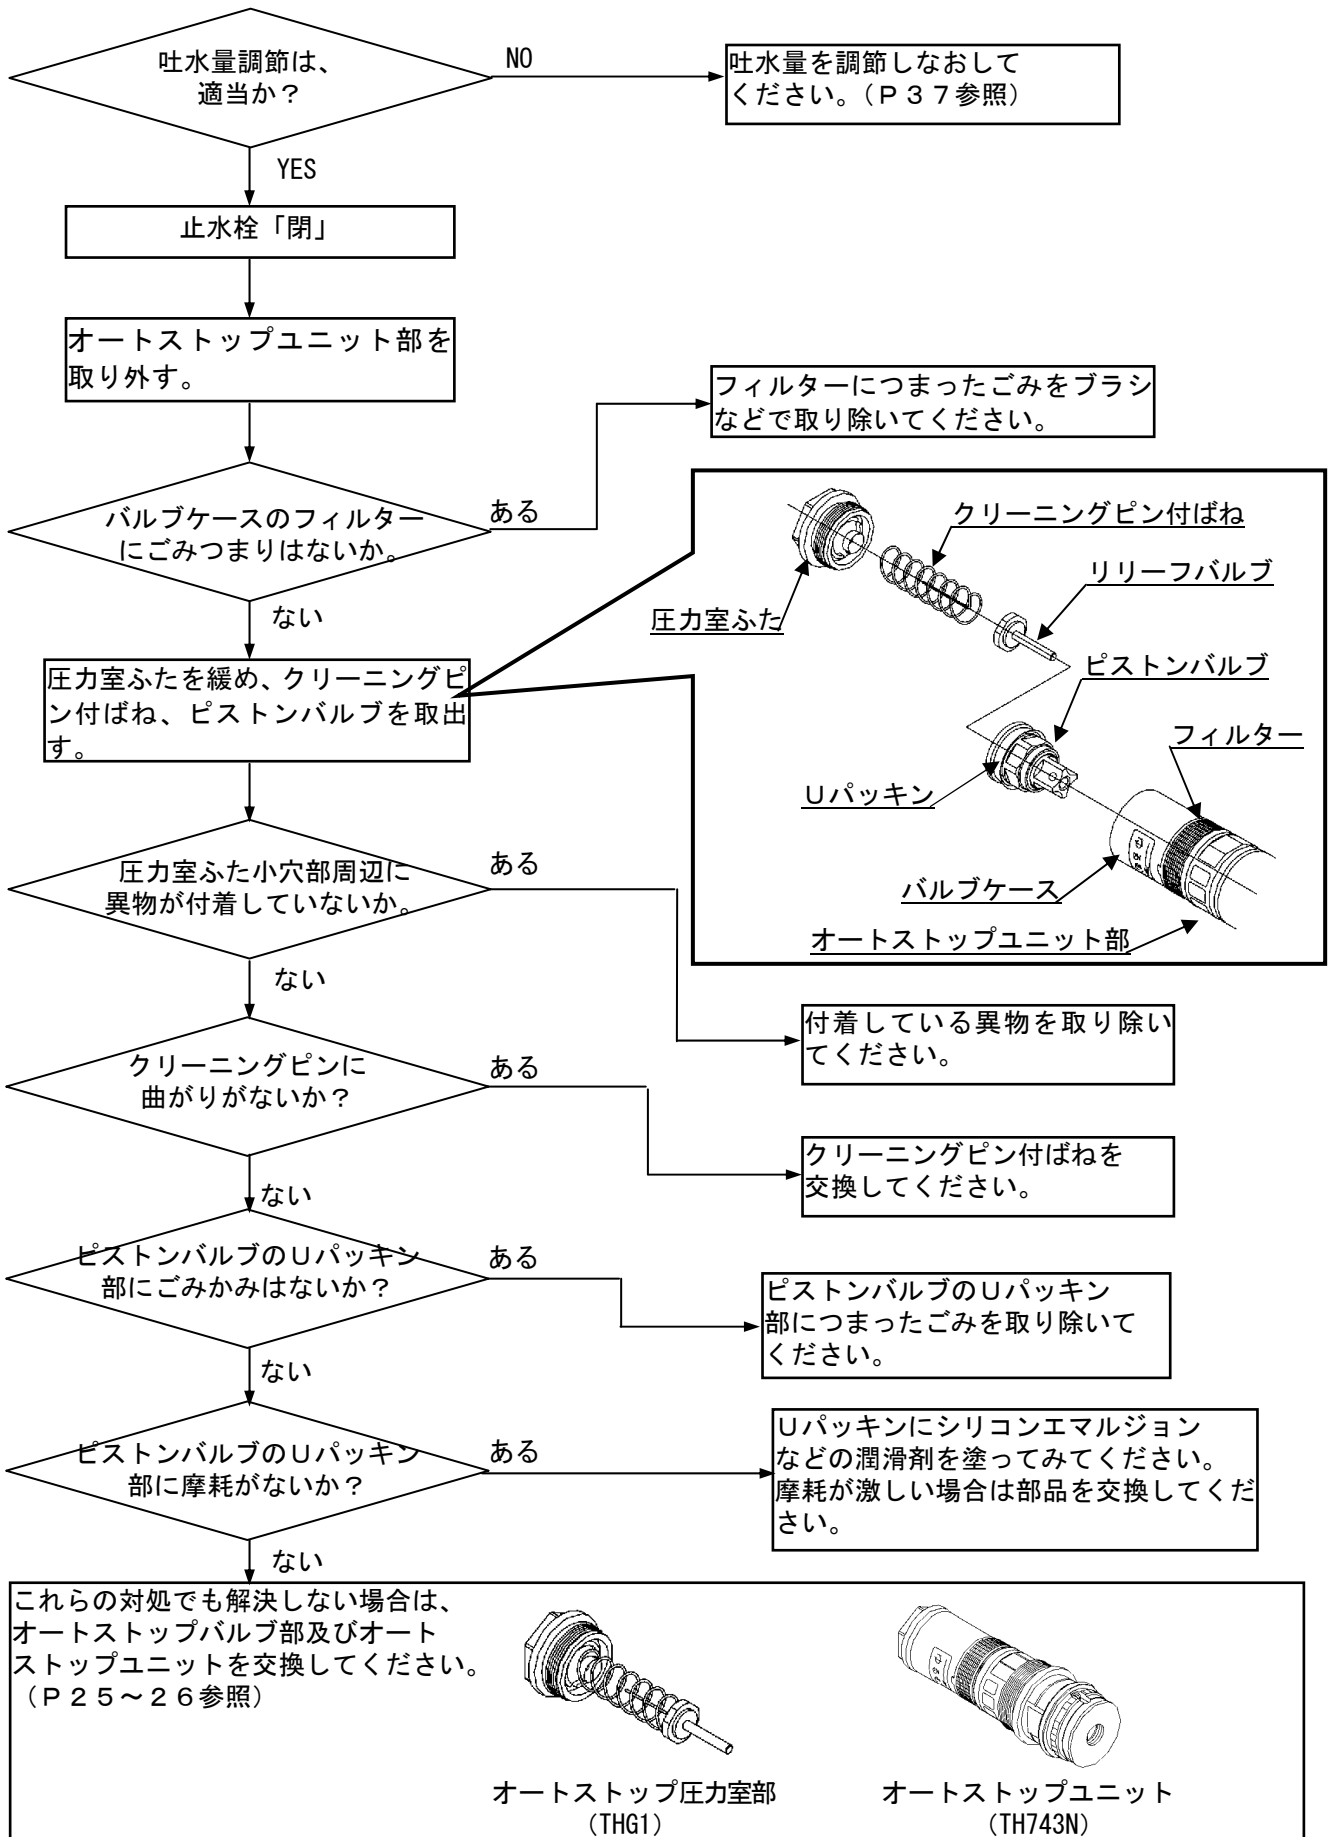 吐水量調節は、
適当か？
NO
吐水量を調節しなおして
ください。（Ｐ３７参照）
YES
止水栓「閉」
オートストップユニット部を
取り外す。
フィルターにつまったごみをブラシ
などで取り除いてください。
バルブケースのフィルター
にごみつまりはないか。
ある
ない
クリーニングピン付ばね
リリーフバルブ
圧力室ふた
ピストンバルブ
フィルター
Ｕパッキン
バルブケース
オートストップユニット部
圧力室ふたを緩め、クリーニングピ
ン付ばね、ピストンバルブを取出
す。
圧力室ふた小穴部周辺に
異物が付着していないか。
ある
ない
付着している異物を取り除い
てください。
クリーニングピンに
曲がりがないか？
ある
ない
クリーニングピン付ばねを
交換してください。
ピストンバルブのＵパッキン
部にごみかみはないか？
ある
ない
ピストンバルブのＵパッキン
部につまったごみを取り除いて
ください。
ピストンバルブのＵパッキン
部に摩耗がないか？
ある
ない
Ｕパッキンにシリコンエマルジョン
などの潤滑剤を塗ってみてください。
摩耗が激しい場合は部品を交換してくだ
さい。
これらの対処でも解決しない場合は、
オートストップバルブ部及びオート
ストップユニットを交換してください。
（Ｐ２５～２６参照）
オートストップ圧力室部
（THG1）
オートストップユニット
（TH743N）